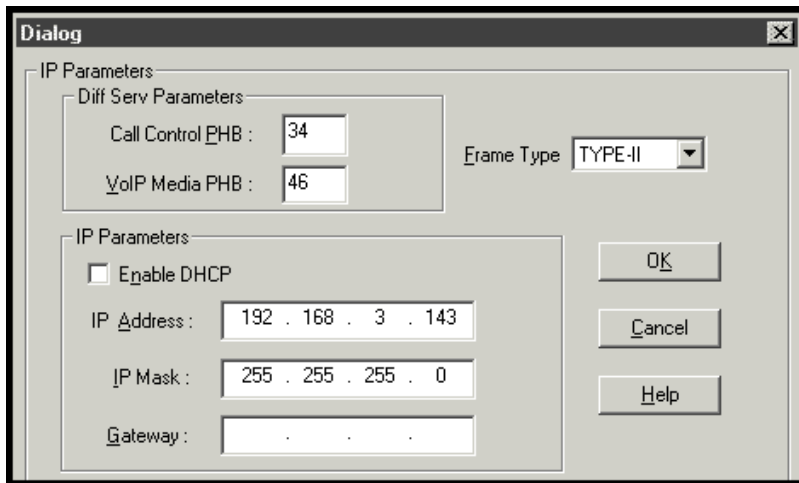 Dialog
IP Parameters
Diff Serv Parameters
Call Control PHB : 34
VoIP Media PHB : 46
Frame Type TYPE-II
IP Parameters
Enable DHCP
IP Address : 192 . 168 . 3 . 143
IP Mask : 255 . 255 . 255 . 0
Gateway : . . .
OK
Cancel
Help